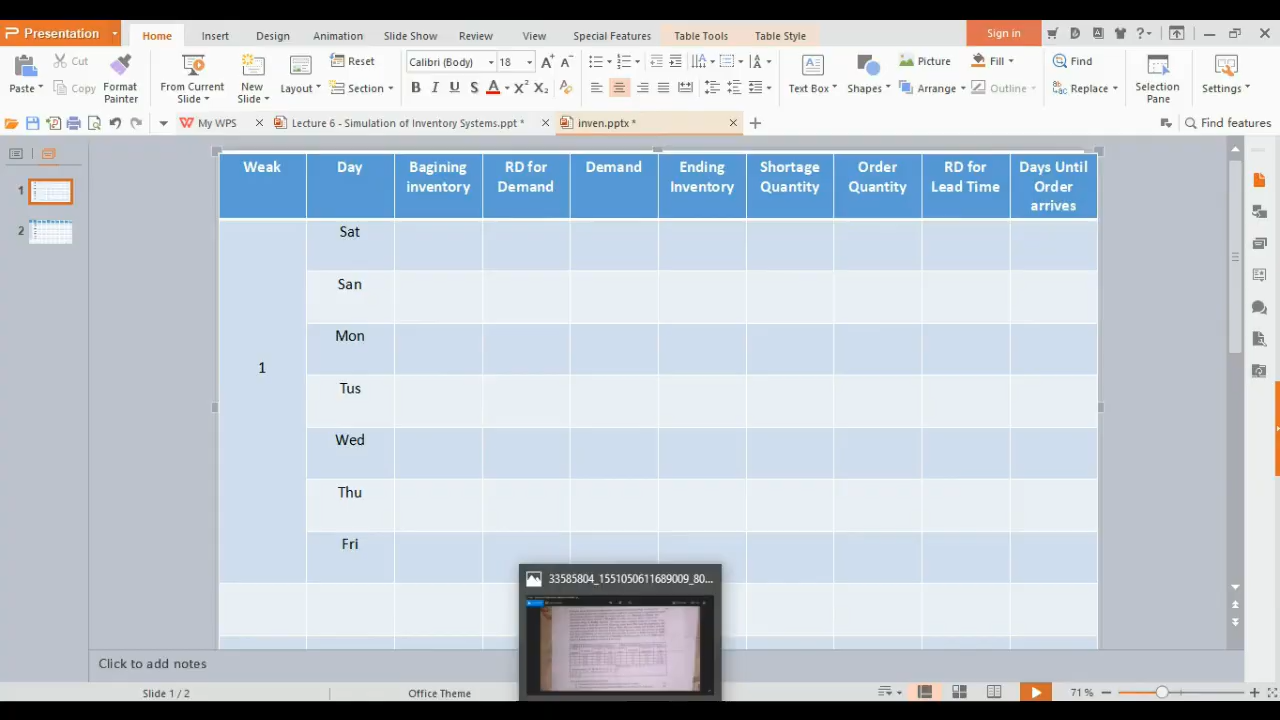 Presentation Home Insert Design Animation Slide Show Review View Special Features Table Tools Table Style Sign in
Paste Cut Copy Format Painter From Current Slide New Slide Layout Reset Section Calibri (Body) 18 Text Box Shapes Picture Arrange Fill Outline Find Replace Selection Pane Settings
My WPS Lecture 6 - Simulation of Inventory Systems.ppt * inven.pptx * Find features
1
2
Weak Day Bagining inventory RD for Demand Demand Ending Inventory Shortage Quantity Order Quantity RD for Lead Time Days Until Order arrives
Sat
San
Mon
1
Tus
Wed
Thu
Fri
33585804_1551050611689009_80...
Click to add notes
Slide 1 / 2 Office Theme 71 %